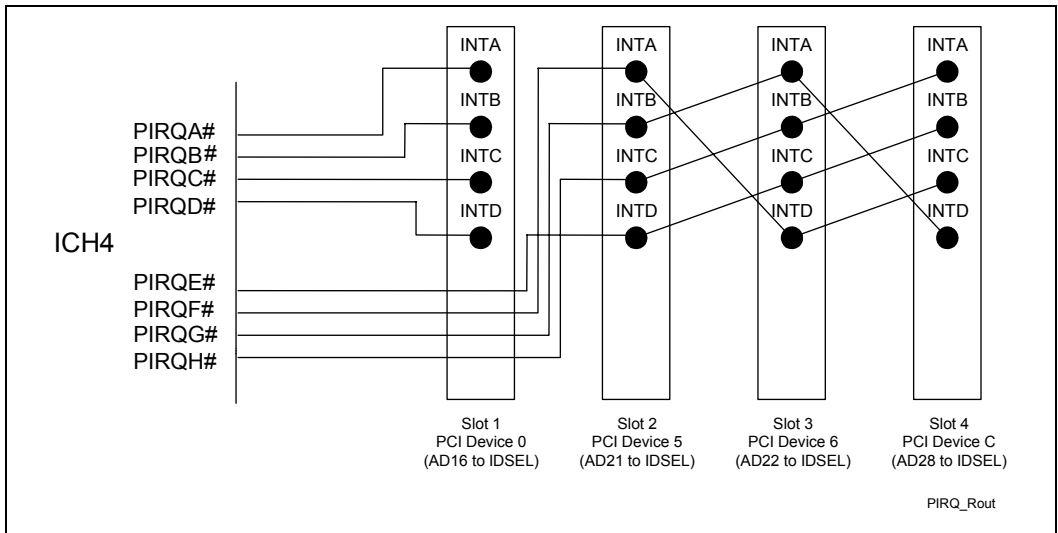 INTA INTA INTA INTA
INTB INTB INTB INTB
PIRQA#
PIRQB#
INTC INTC INTC INTC
PIRQC#
PIRQD#
INTD INTD INTD INTD
ICH4
PIRQE#
PIRQF#
PIRQG#
PIRQH#
Slot 1
PCI Device 0
(AD16 to IDSEL)
Slot 2
PCI Device 5
(AD21 to IDSEL)
Slot 3
PCI Device 6
(AD22 to IDSEL)
Slot 4
PCI Device C
(AD28 to IDSEL)
PIRQ_Rout